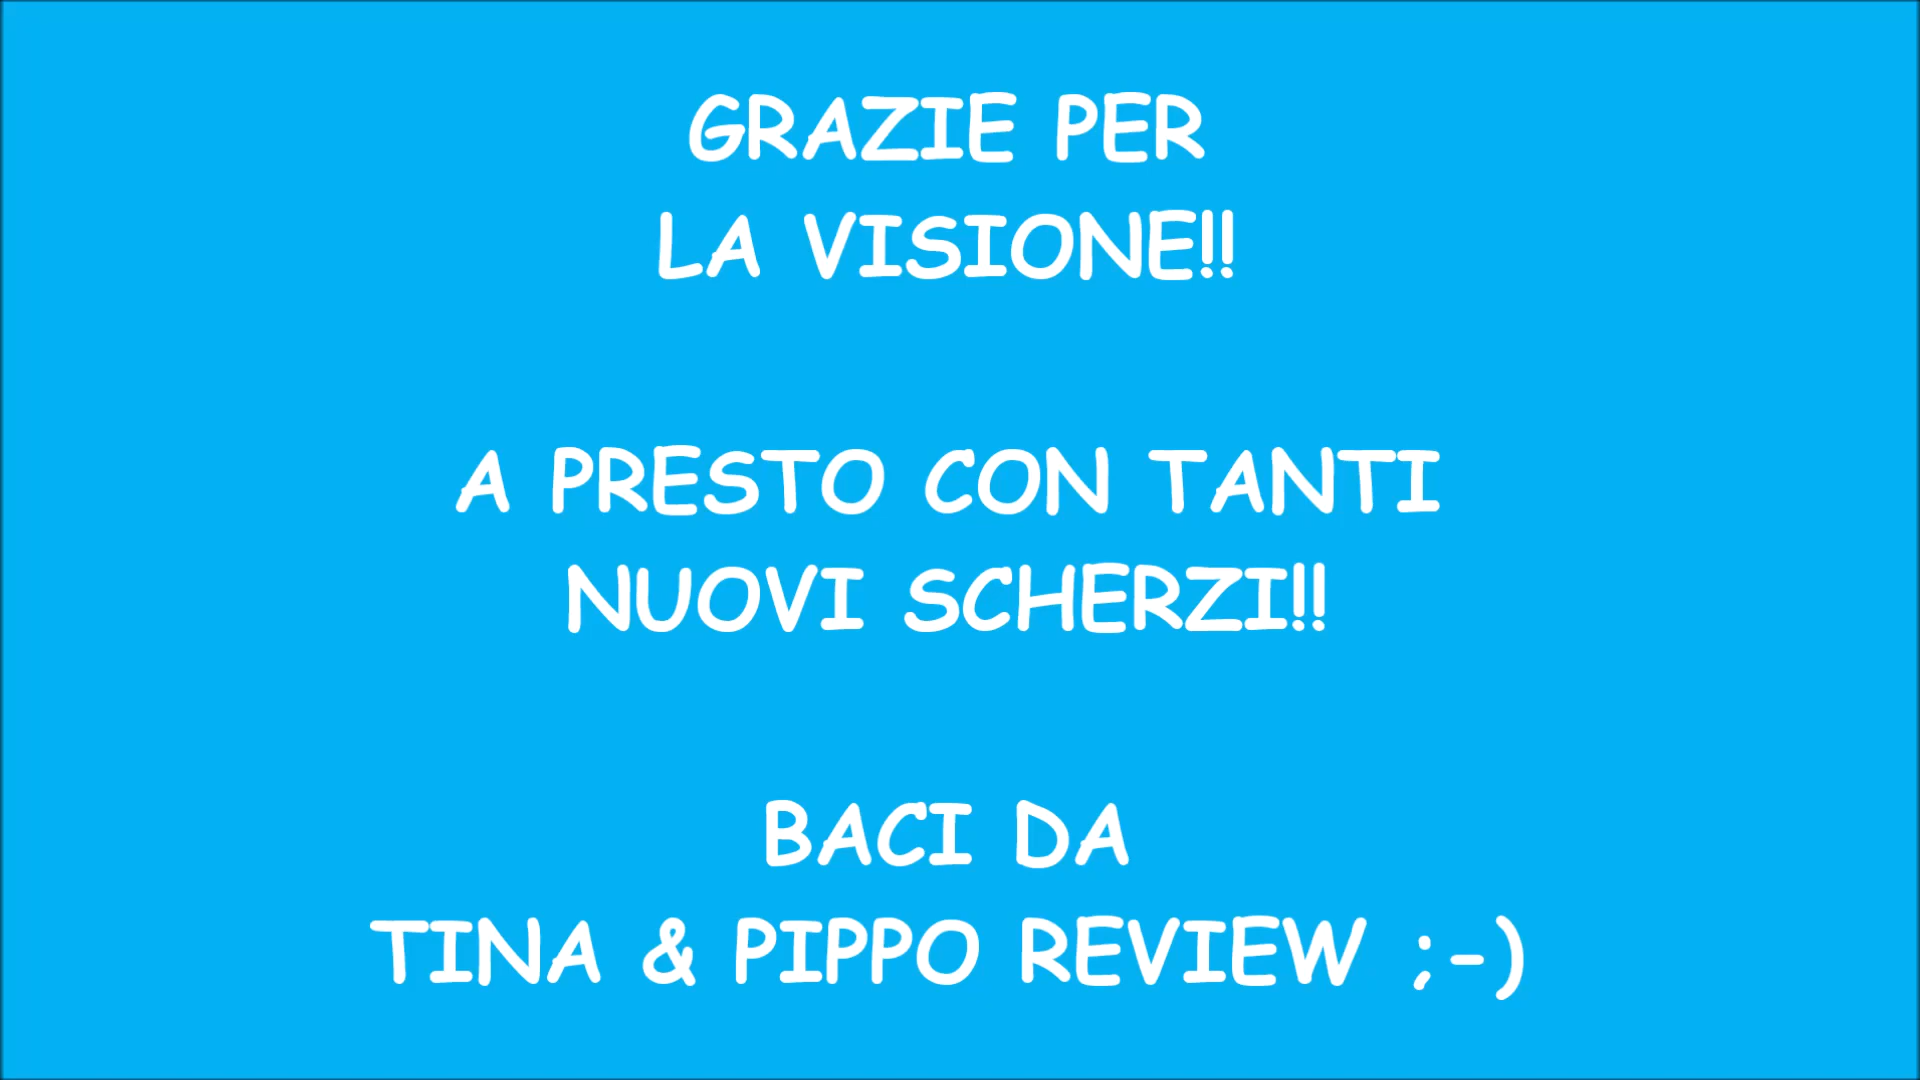 GRAZIE PER
LA VISIONE!!
A PRESTO CON TANTI
NUOVI SCHERZI!!
BACI DA
TINA & PIPPO REVIEW ;-)